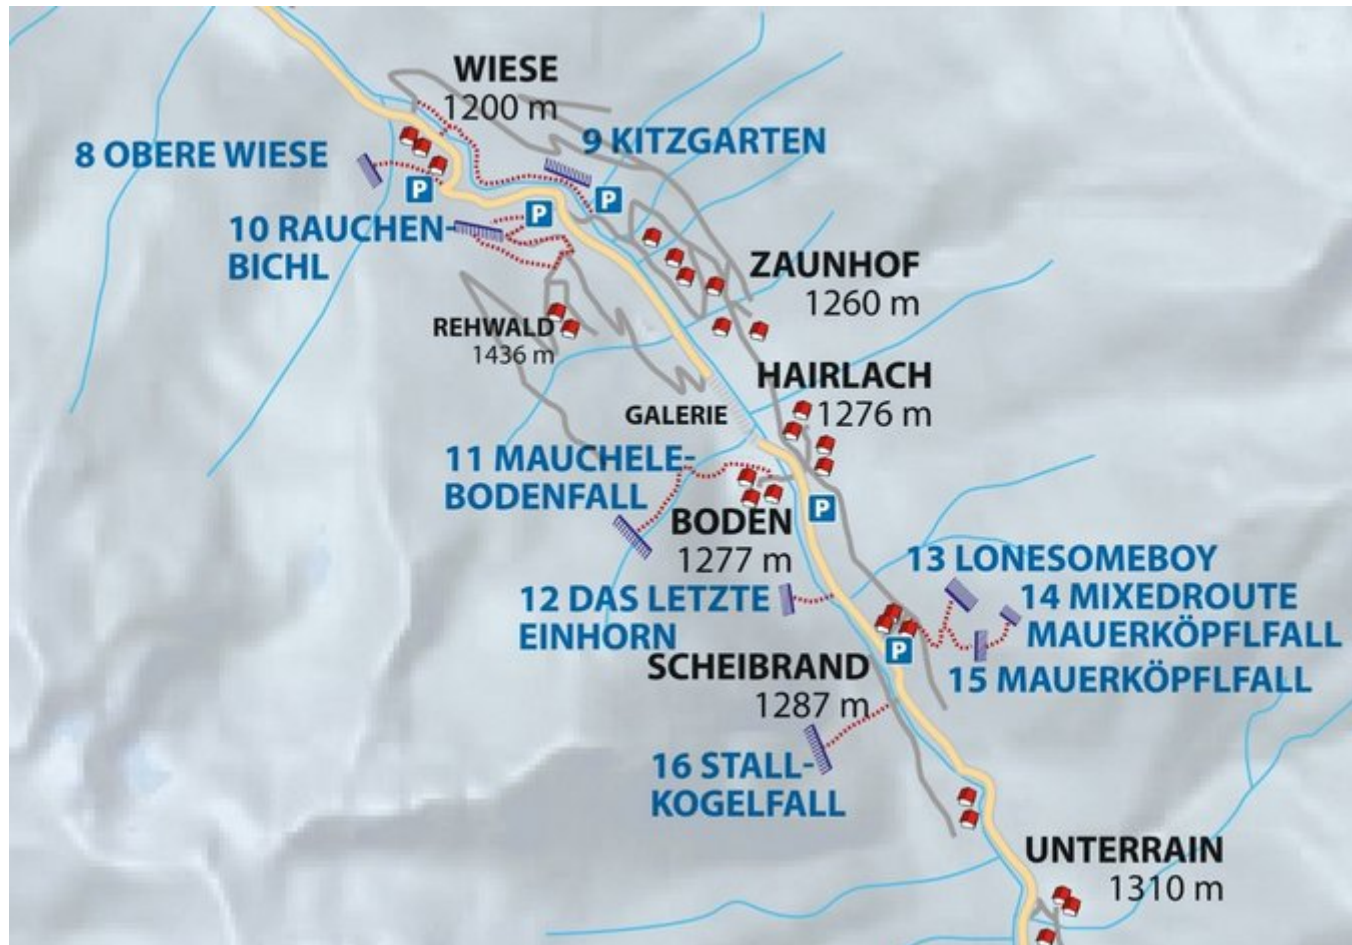 WIESE
1200 m
8 OBERE WIESE
9 KITZGARTEN
P
P
P
10 RAUCHEN-
BICHL
ZAUNHOF
1260 m
REHWALD
1436 m
HAIRLACH
1276 m
GALERIE
11 MAUCHELE-
BODENFALL
BODEN
1277 m
P
12 DAS LETZTE
EINHORN
13 LONESOMEBOY
14 MIXEDROUTE
MAUERKÖPFLFALL
15 MAUERKÖPFLFALL
P
SCHEIBRAND
1287 m
16 STALL-
KOGELFALL
UNTERRAIN
1310 m